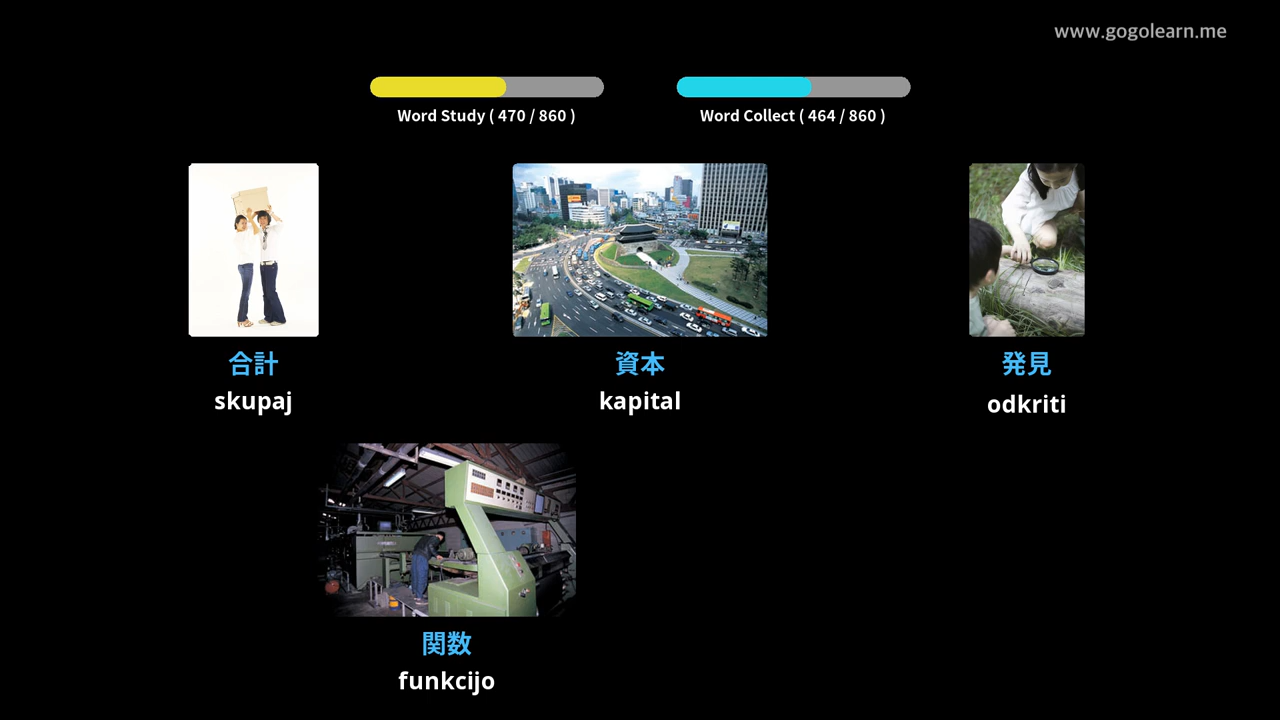 www.gogolearn.me
Word Study ( 470 / 860 )
Word Collect ( 464 / 860 )
合計
skupaj
資本
kapital
発見
odkriti
関数
funkcijo